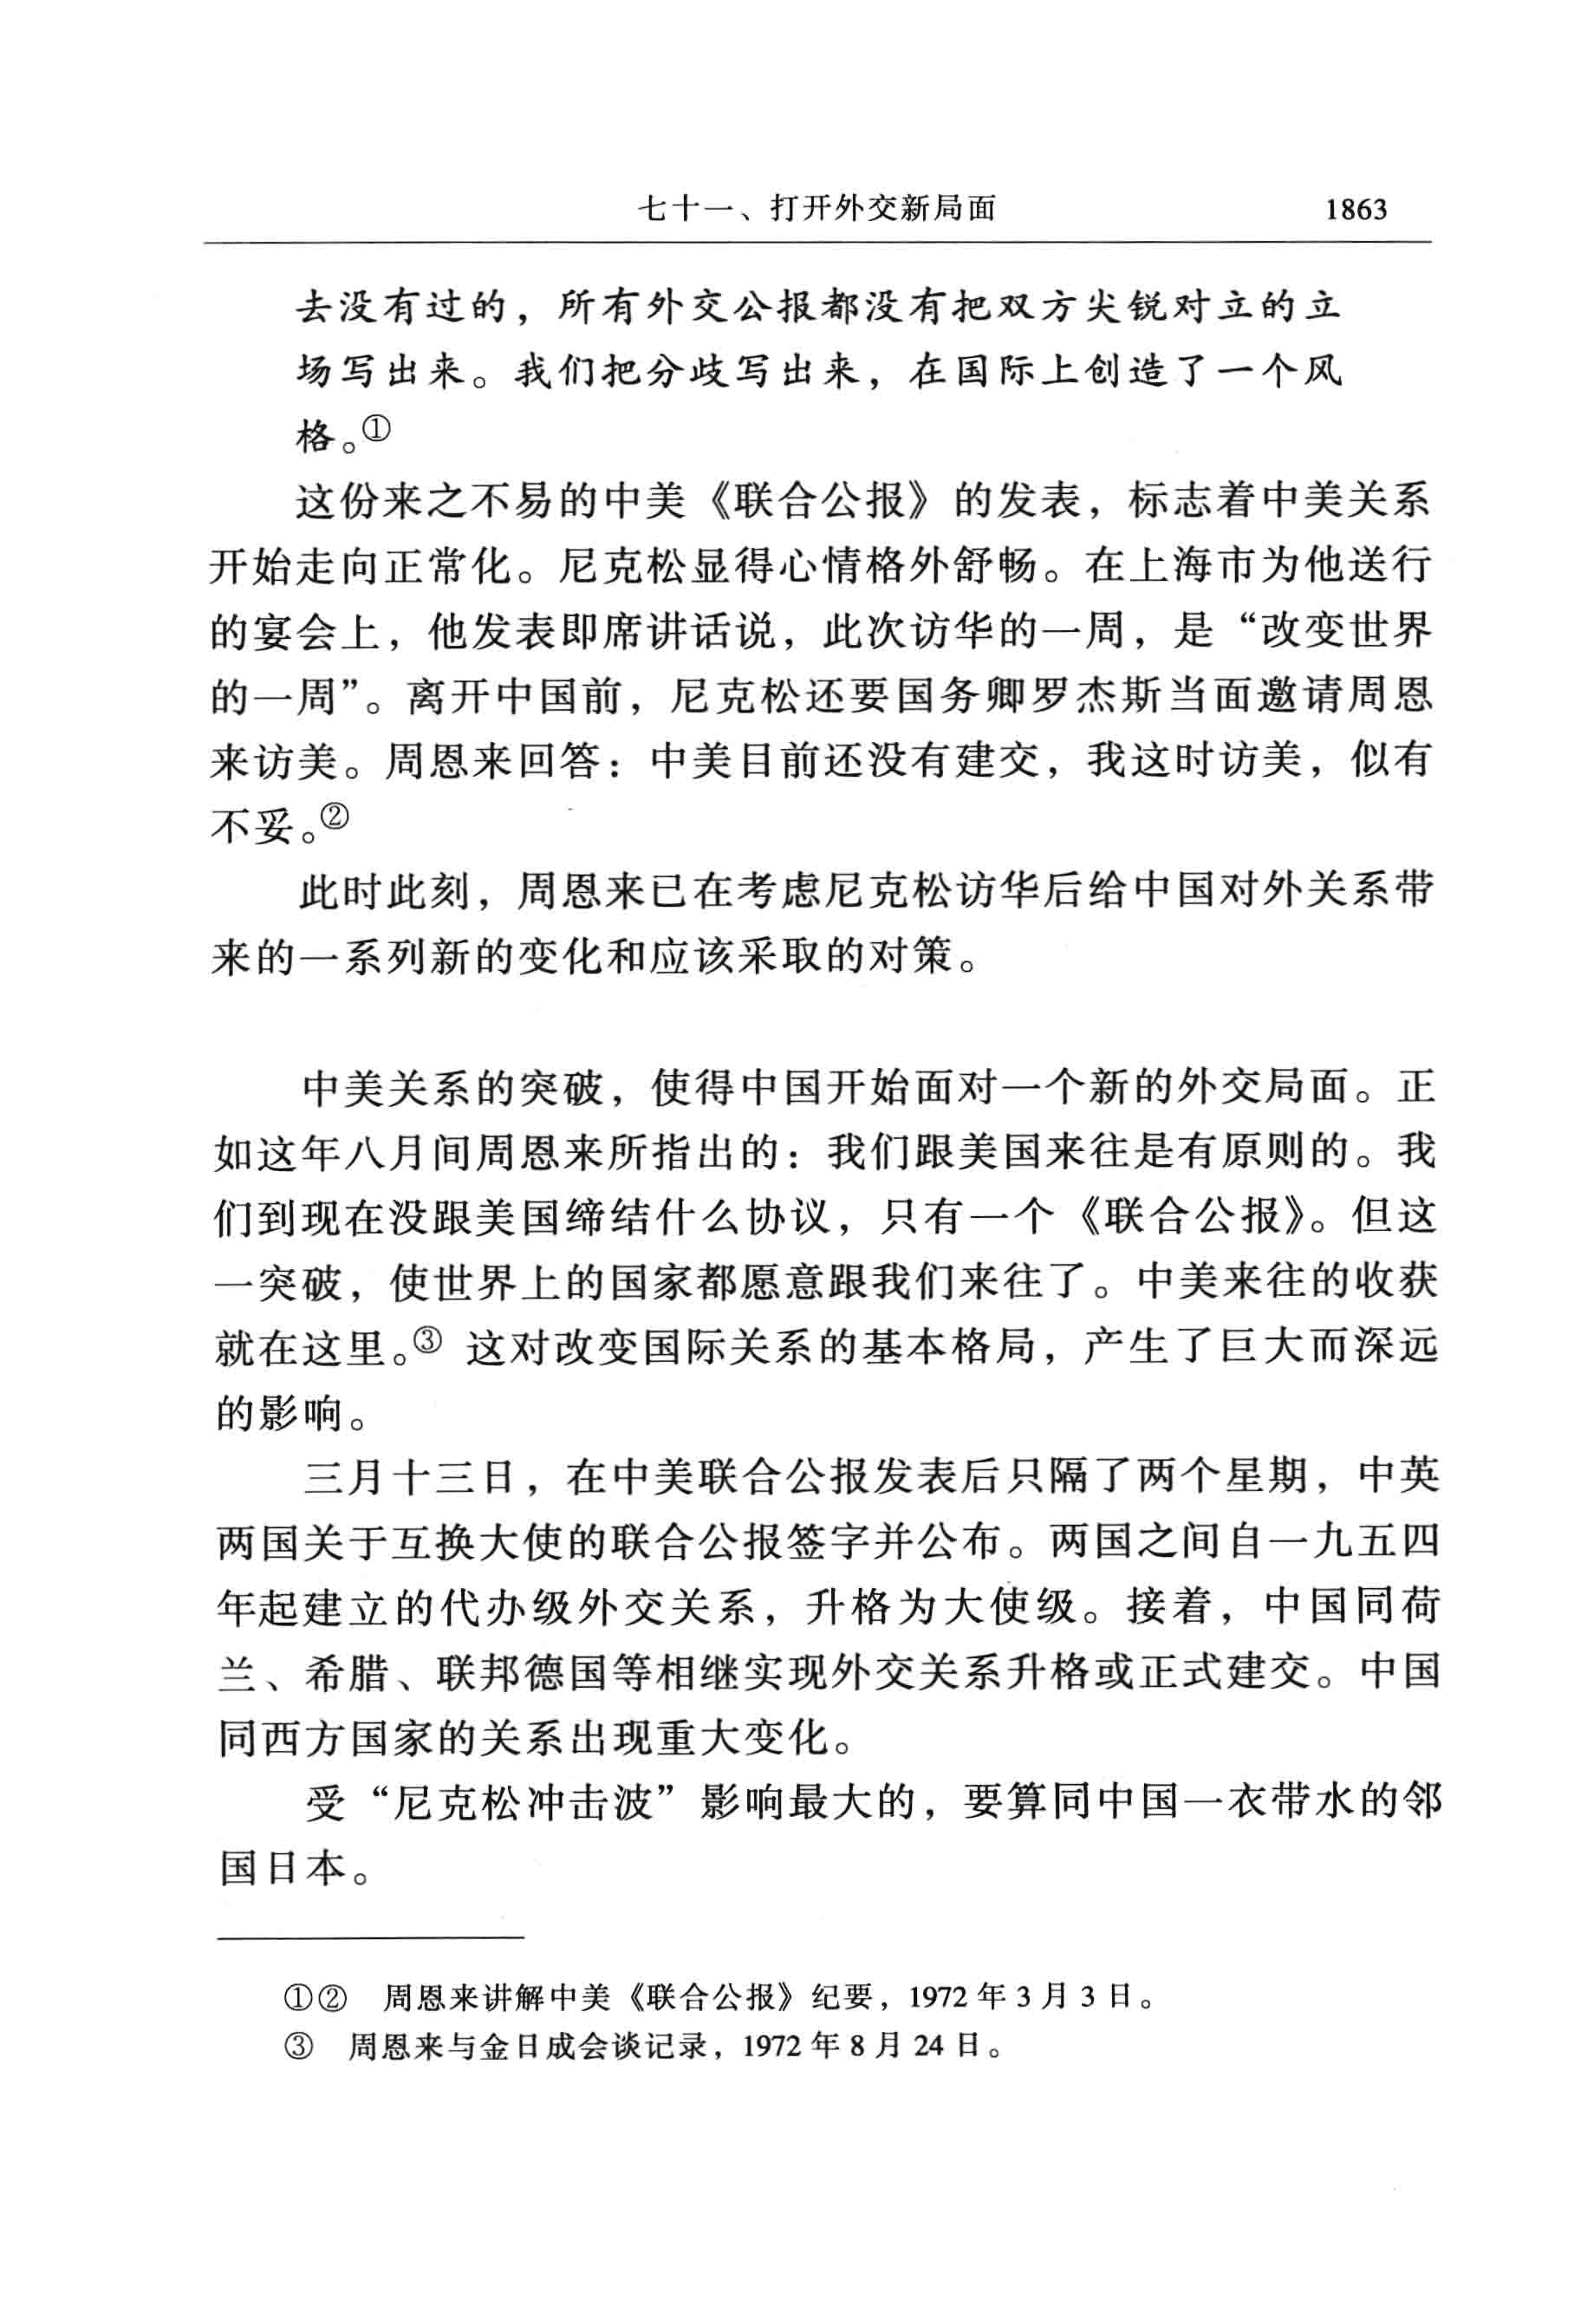 七十一、打开外交新局面 1863
去没有过的，所有外交公报都没有把双方尖锐对立的立
场写出来。我们把分歧写出来，在国际上创造了一个风
格。①
这份来之不易的中美《联合公报》的发表，标志着中美关系
开始走向正常化。尼克松显得心情格外舒畅。在上海市为他送行
的宴会上，他发表即席讲话说，此次访华的一周，是“改变世界
的一周”。离开中国前，尼克松还要国务卿罗杰斯当面邀请周恩
来访美。周恩来回答：中美目前还没有建交，我这时访美，似有
不妥。②
此时此刻，周恩来已在考虑尼克松访华后给中国对外关系带
来的一系列新的变化和应该采取的对策。
中美关系的突破，使得中国开始面对一个新的外交局面。正
如这年八月间周恩来所指出的：我们跟美国来往是有原则的。我
们到现在没跟美国缔结什么协议，只有一个《联合公报》。但这
一突破，使世界上的国家都愿意跟我们来往了。中美来往的收获
就在这里。③ 这对改变国际关系的基本格局，产生了巨大而深远
的影响。
三月十三日，在中美联合公报发表后只隔了两个星期，中英
两国关于互换大使的联合公报签字并公布。两国之间自一九五四
年起建立的代办级外交关系，升格为大使级。接着，中国同荷
兰、希腊、联邦德国等相继实现外交关系升格或正式建交。中国
同西方国家的关系出现重大变化。
受“尼克松冲击波”影响最大的，要算同中国一衣带水的邻
国日本。
①② 周恩来讲解中美《联合公报》纪要，1972 年 3 月 3 日。
③ 周恩来与金日成会谈记录，1972 年 8 月 24 日。